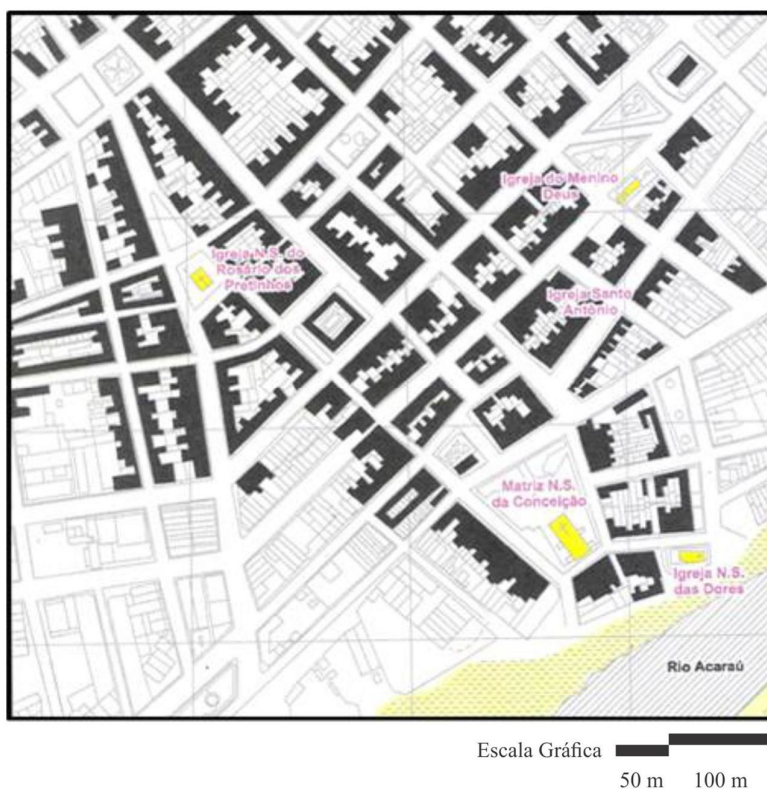 Igreja do Menino
Deus
Igreja N.S. do
Rosário dos
Pretinhos
Igreja Santo
Antônio
Matriz N.S.
da Conceição
Igreja N.S.
das Dores
Rio Acaraú
Escala Gráfica
50 m 100 m